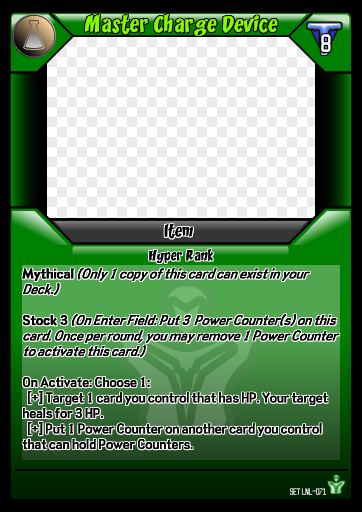 Master Charge Device
8
Item
Hyper Rank
Mythical (Only 1 copy of this card can exist in your
Deck.)
Stock 3 (On Enter Field: Put 3 Power Counter(s) on this
card. Once per round, you may remove 1 Power Counter
to activate this card.)
On Activate: Choose 1:
[+] Target 1 card you control that has HP. Your target
heals for 3 HP.
[+] Put 1 Power Counter on another card you control
that can hold Power Counters.
SET LNL-071